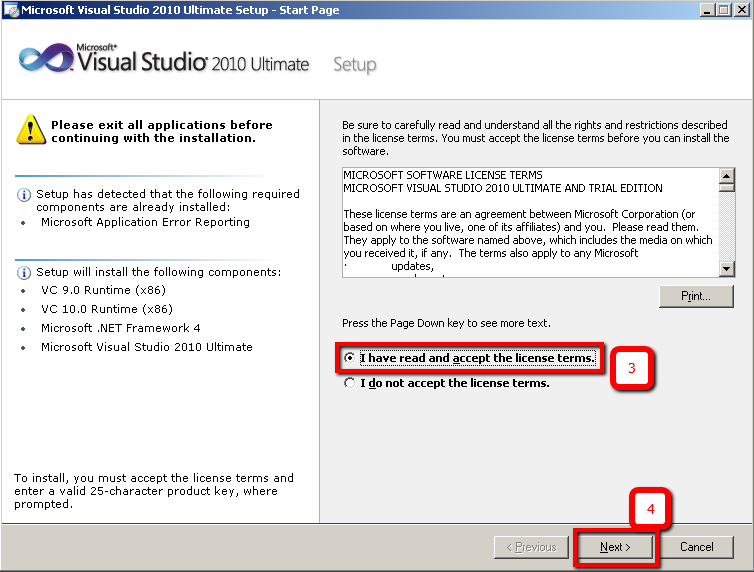 Microsoft Visual Studio 2010 Ultimate Setup - Start Page
Microsoft®
Visual Studio® 2010 Ultimate Setup
Please exit all applications before
continuing with the installation.
Setup has detected that the following required
components are already installed:
• Microsoft Application Error Reporting
Setup will install the following components:
• VC 9.0 Runtime (x86)
• VC 10.0 Runtime (x86)
• Microsoft .NET Framework 4
• Microsoft Visual Studio 2010 Ultimate
To install, you must accept the license terms and
enter a valid 25-character product key, where
prompted.
Be sure to carefully read and understand all the rights and restrictions described
in the license terms. You must accept the license terms before you can install the
software.
MICROSOFT SOFTWARE LICENSE TERMS
MICROSOFT VISUAL STUDIO 2010 ULTIMATE AND TRIAL EDITION
These license terms are an agreement between Microsoft Corporation (or
based on where you live, one of its affiliates) and you. Please read them.
They apply to the software named above, which includes the media on which
you received it, if any. The terms also apply to any Microsoft
· updates,
Print...
Press the Page Down key to see more text.
I have read and accept the license terms.
3
I do not accept the license terms.
4
< Previous
Next >
Cancel